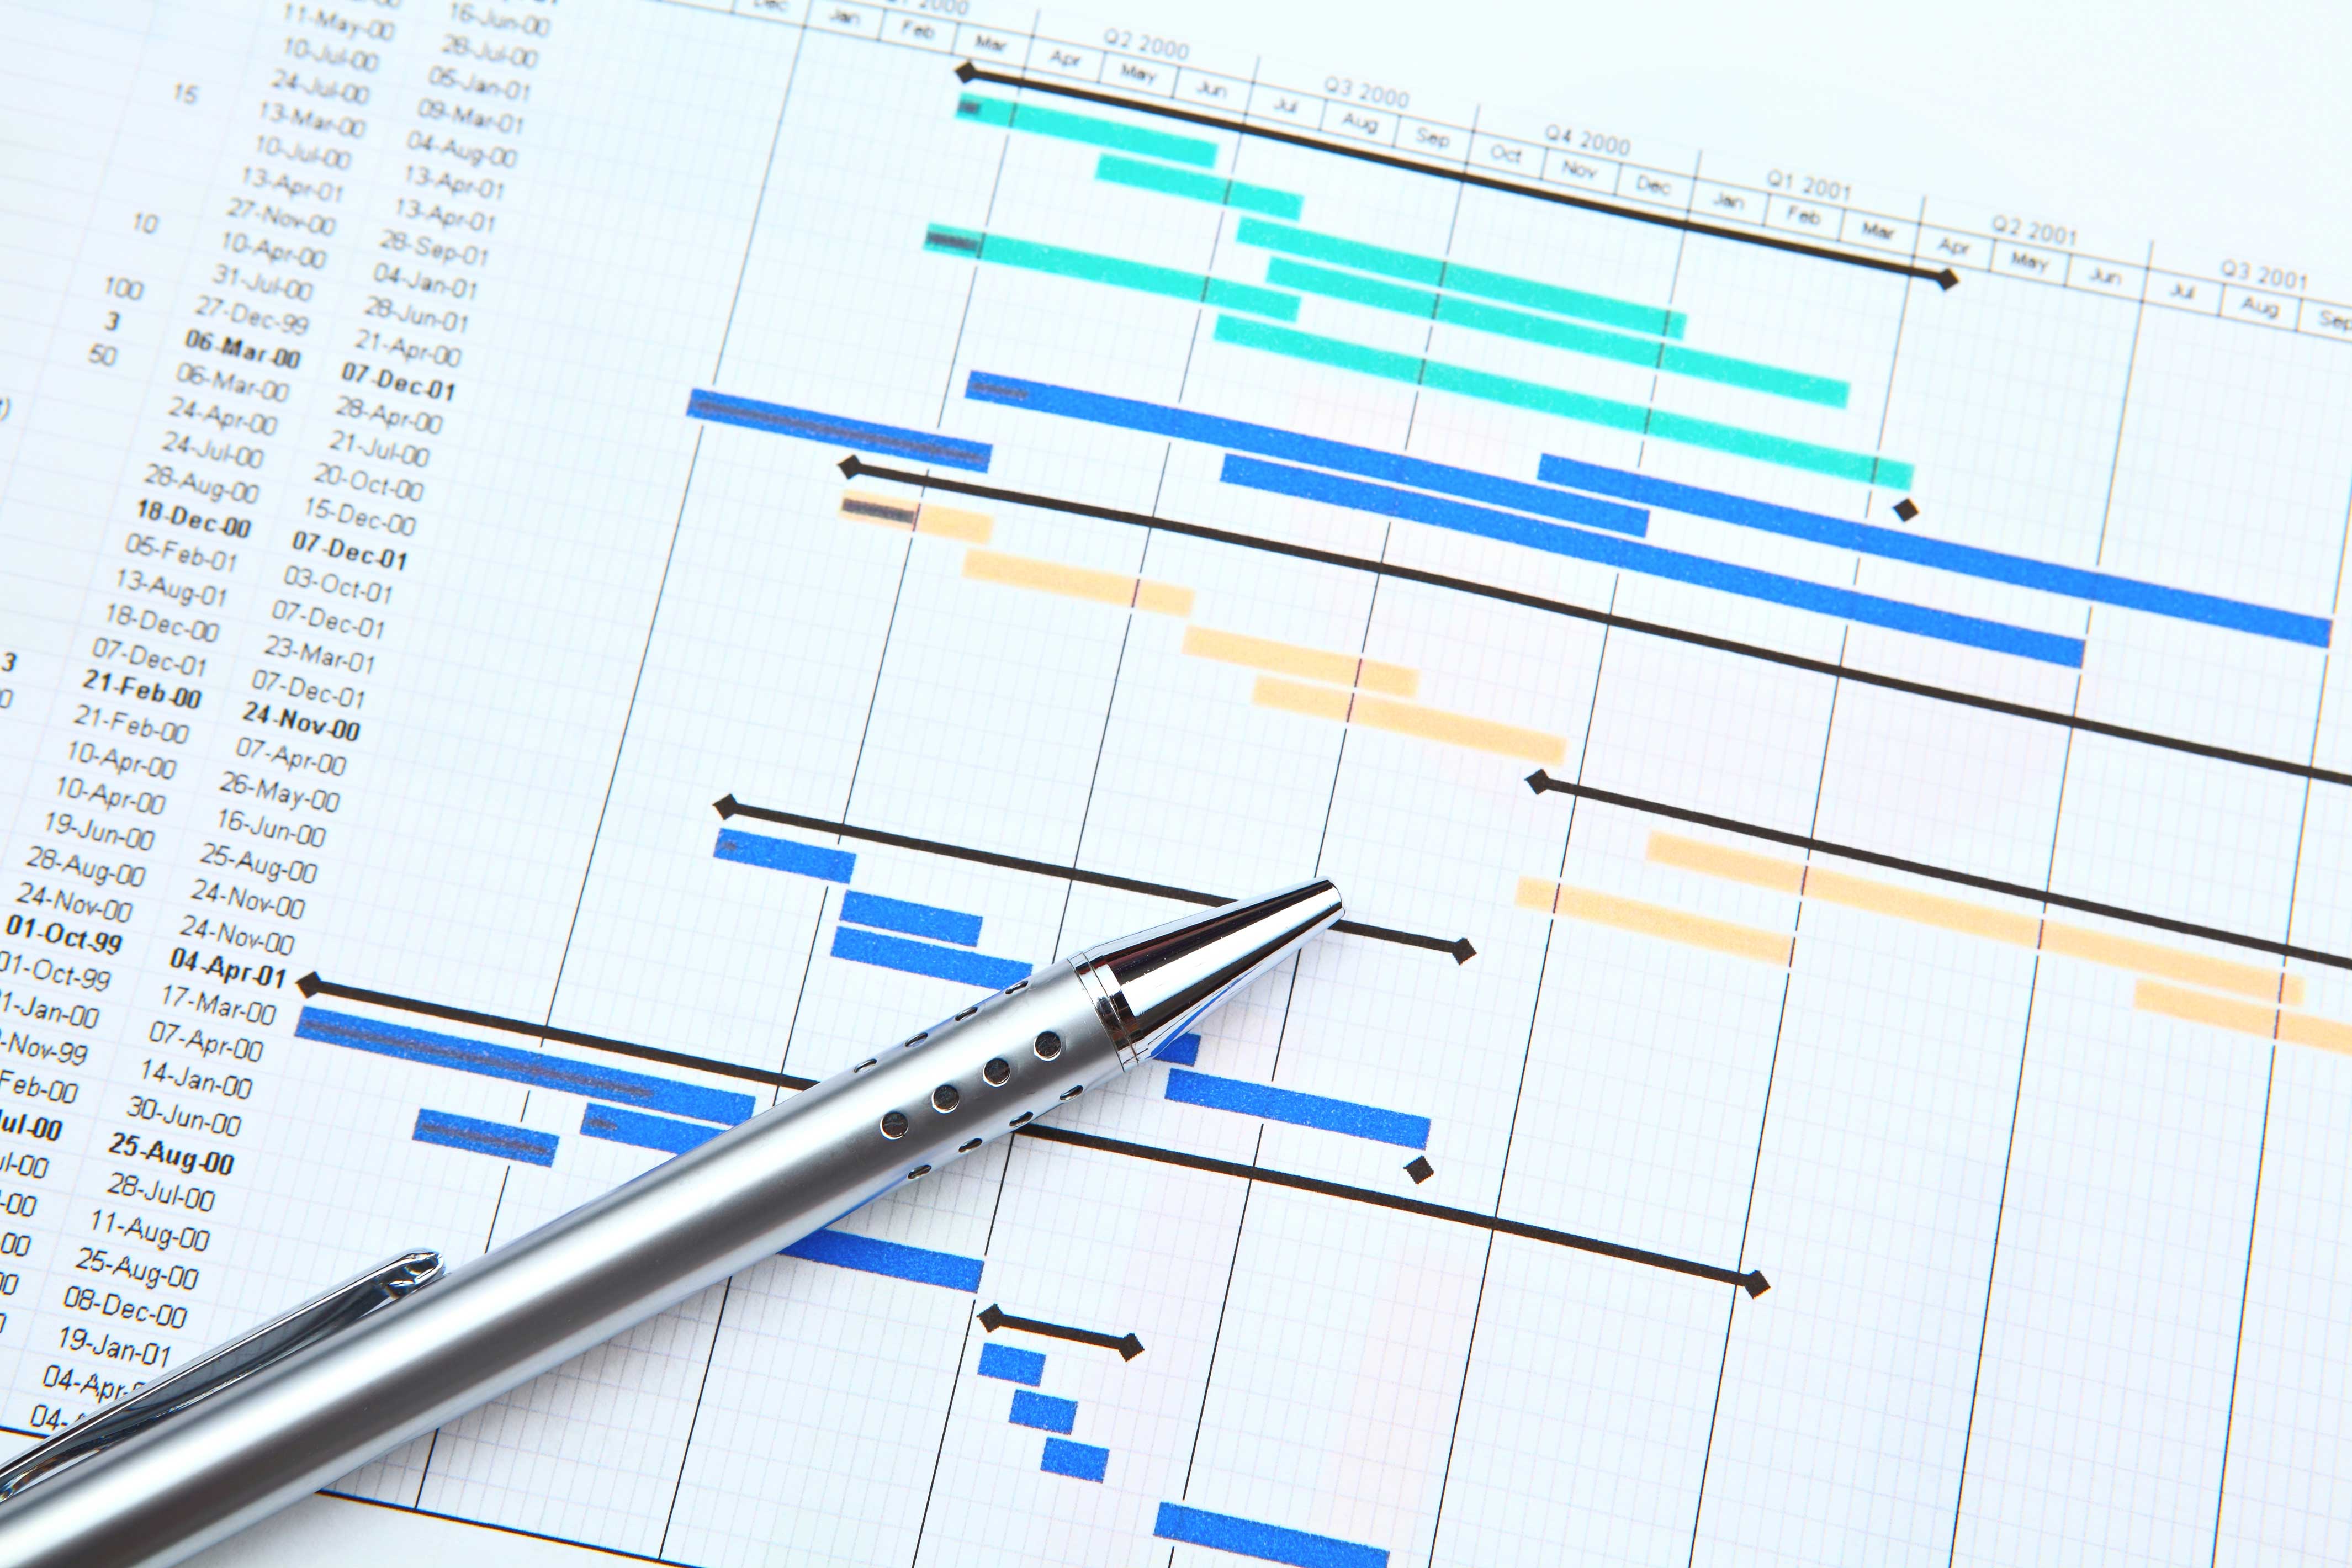 Dec Jan Feb Mar Apr May Jun Jul Aug Sep Oct Nov Dec Jan Feb Mar Apr May Jun Jul Aug Sep
2000 Q2 2000 Q3 2000 Q4 2000 Q1 2001 Q2 2001 Q3 2001
16-Jun-00
11-May-00 28-Jul-00
10-Jul-00 05-Jan-01
24-Jul-00 09-Mar-01
15 13-Mar-00 04-Aug-00
10-Jul-00 13-Apr-01
13-Apr-01 13-Apr-01
27-Nov-00 28-Sep-01
10 10-Apr-00 04-Jan-01
31-Jul-00 28-Jun-01
100 27-Dec-99 21-Apr-00
3 06-Mar-00 07-Dec-01
50 06-Mar-00 28-Apr-00
24-Apr-00 21-Jul-00
24-Jul-00 20-Oct-00
28-Aug-00 15-Dec-00
18-Dec-00 07-Dec-01
05-Feb-01 03-Oct-01
13-Aug-01 07-Dec-01
18-Dec-00 23-Mar-01
07-Dec-01 07-Dec-01
3 21-Feb-00 24-Nov-00
0 21-Feb-00 07-Apr-00
10-Apr-00 26-May-00
10-Apr-00 16-Jun-00
19-Jun-00 25-Aug-00
28-Aug-00 24-Nov-00
24-Nov-00 24-Nov-00
01-Oct-99 04-Apr-01
01-Oct-99 17-Mar-00
1-Jan-00 07-Apr-00
-Nov-99 14-Jan-00
Feb-00 30-Jun-00
ul-00 25-Aug-00
ul-00 28-Jul-00
-00 11-Aug-00
00 25-Aug-00
00 08-Dec-00
19-Jan-01
04-Apr-
04-